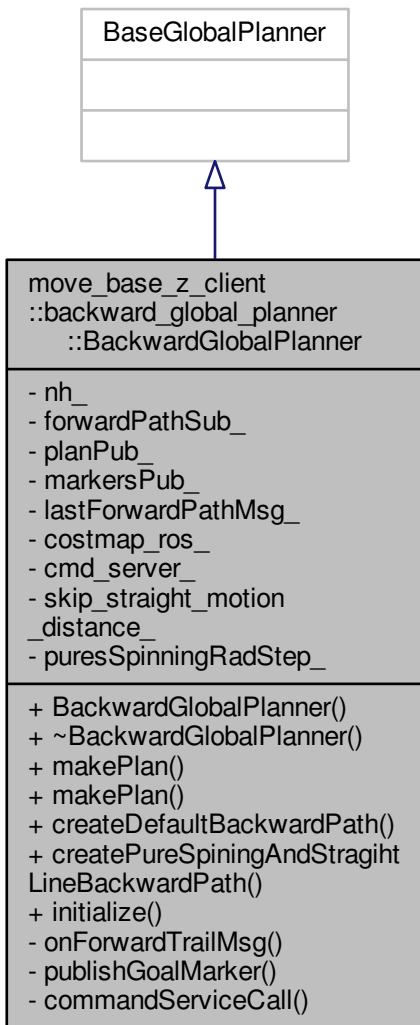 BaseGlobalPlanner
move_base_z_client
::backward_global_planner
::BackwardGlobalPlanner
- nh_
- forwardPathSub_
- planPub_
- markersPub_
- lastForwardPathMsg_
- costmap_ros_
- cmd_server_
- skip_straight_motion
_distance_
- puresSpinningRadStep_
+ BackwardGlobalPlanner()
+ ~BackwardGlobalPlanner()
+ makePlan()
+ makePlan()
+ createDefaultBackwardPath()
+ createPureSpiningAndStragiht
LineBackwardPath()
+ initialize()
- onForwardTrailMsg()
- publishGoalMarker()
- commandServiceCall()